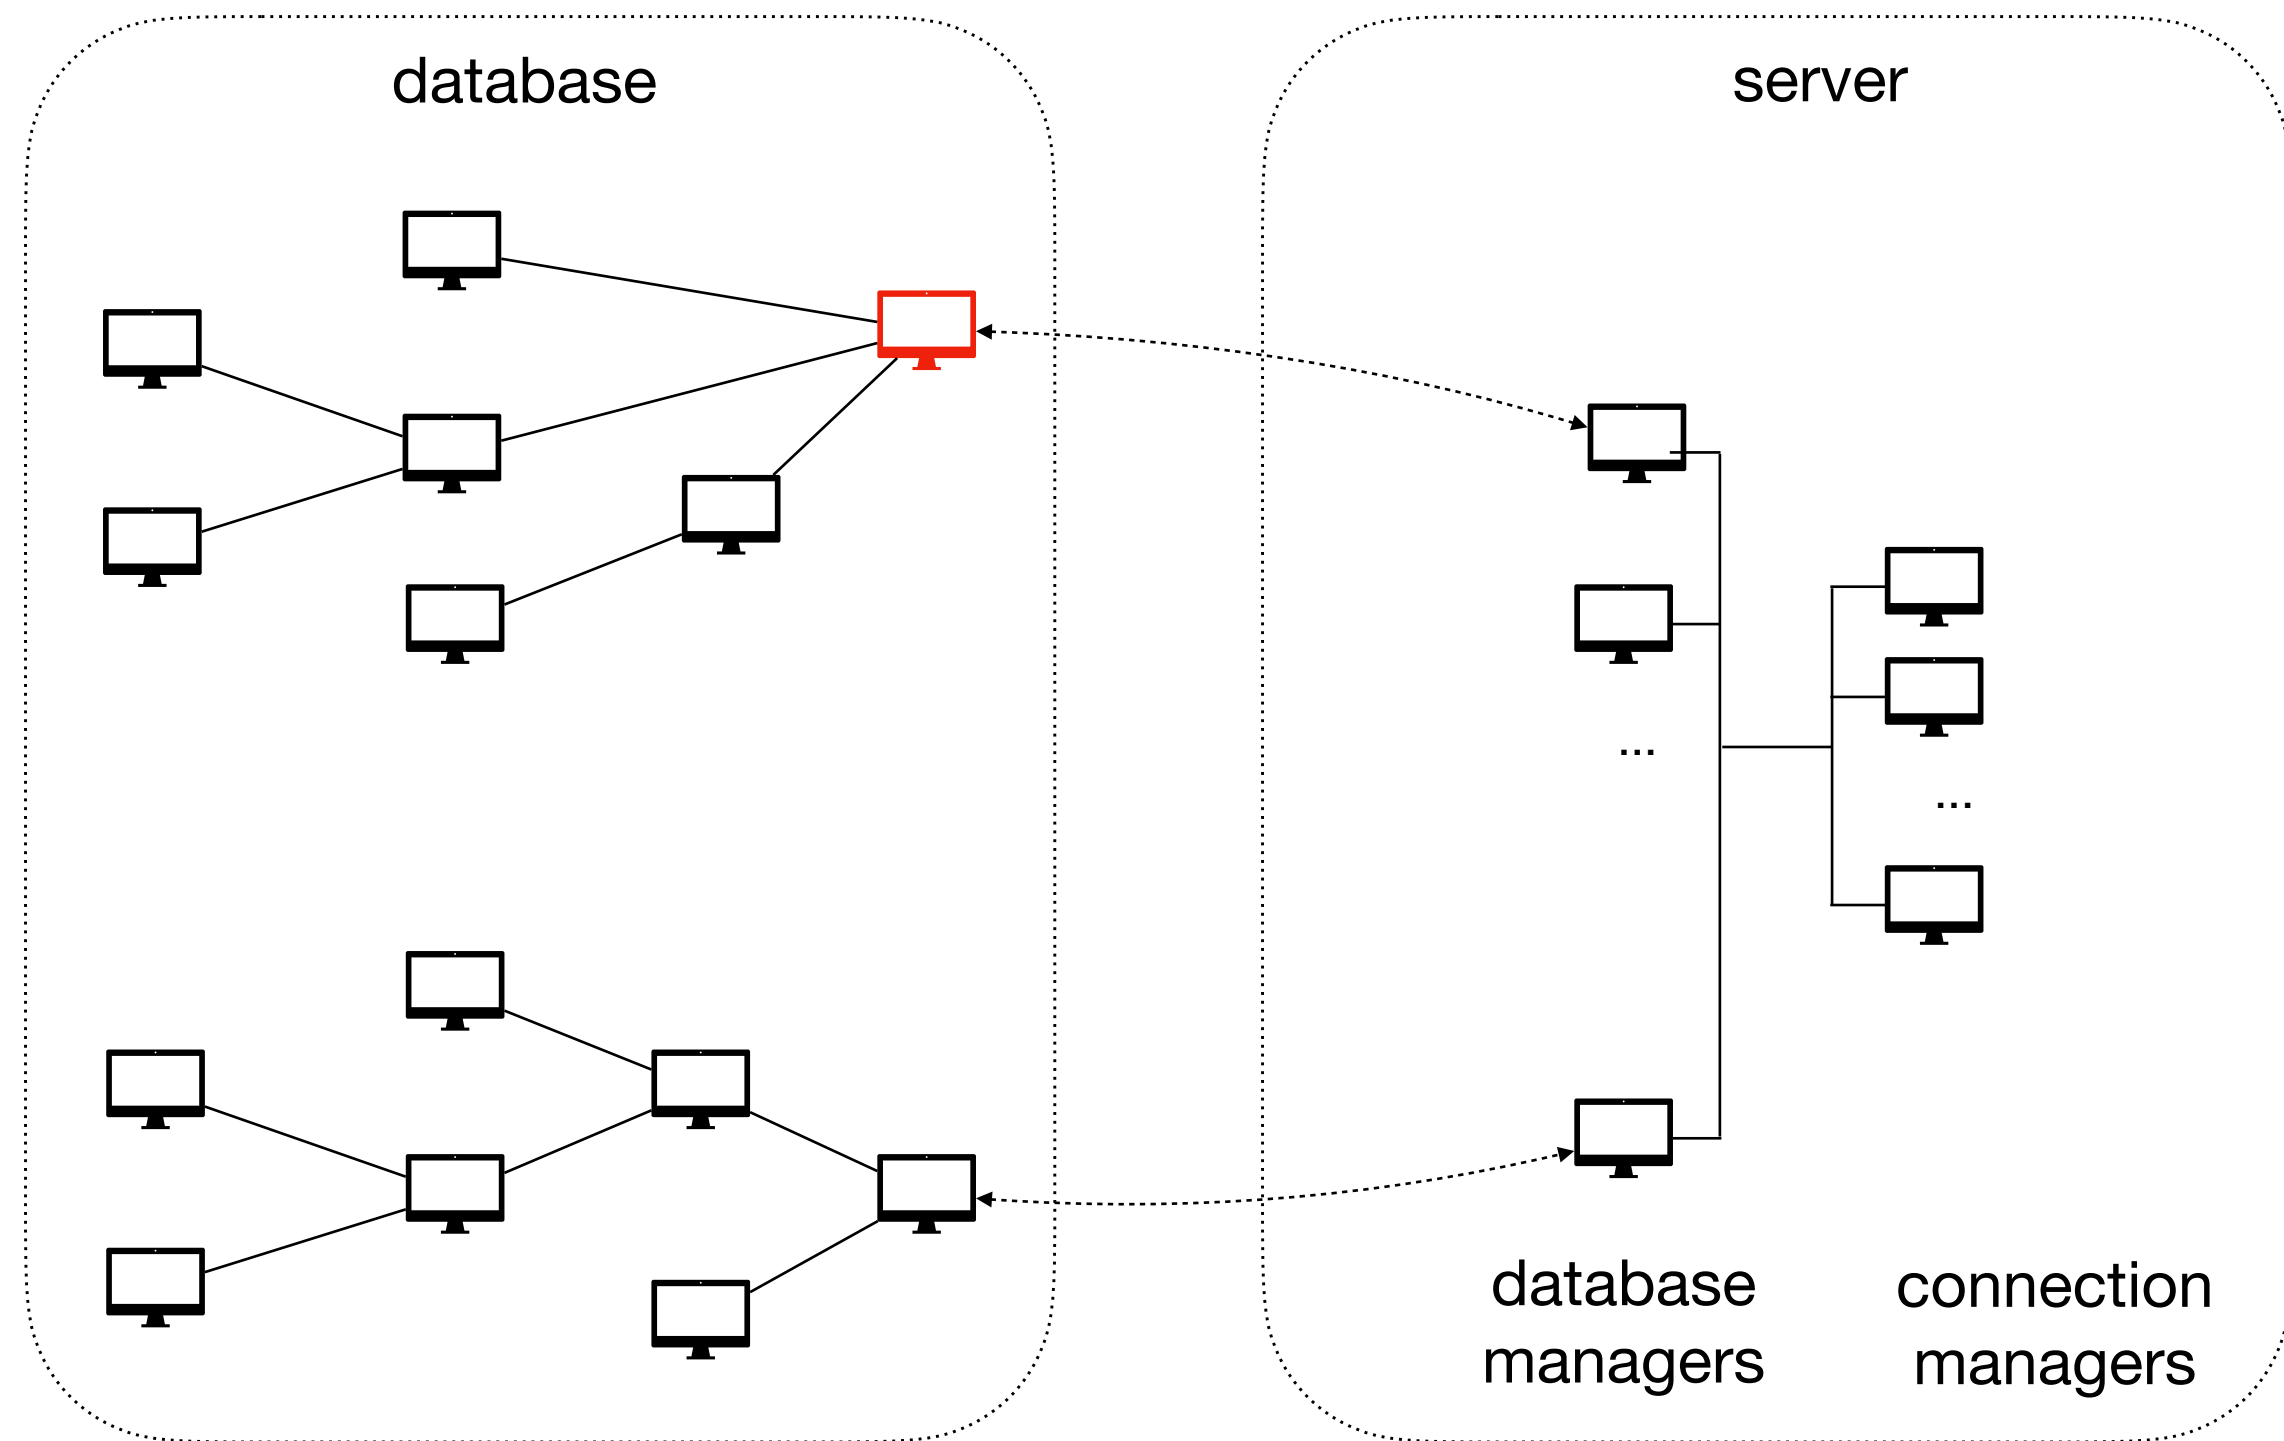 database
server
...
...
database
managers
connection
managers